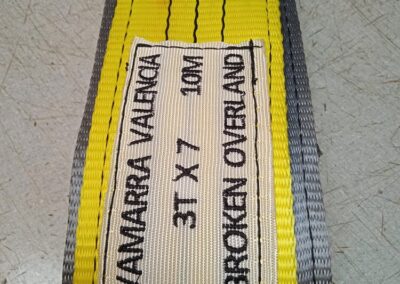 YAMARRA VALENCIA
3T X 7 10M
BROKEN OVERLAND